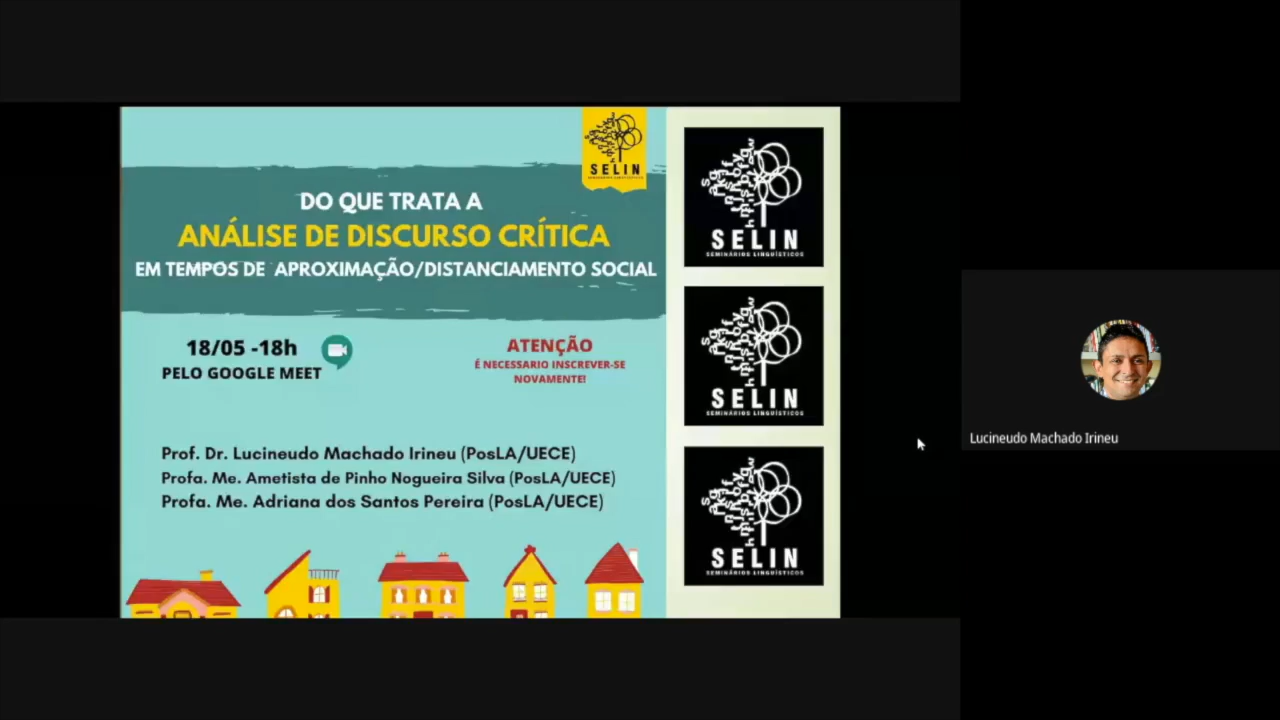 SELIN
SEMINÁRIOS LINGUÍSTICOS
DO QUE TRATA A
ANÁLISE DE DISCURSO CRÍTICA
EM TEMPOS DE APROXIMAÇÃO/DISTANCIAMENTO SOCIAL
18/05 -18h
PELO GOOGLE MEET
ATENÇÃO
É NECESSARIO INSCREVER-SE
NOVAMENTE!
Prof. Dr. Lucineudo Machado Irineu (PosLA/UECE)
Profa. Me. Ametista de Pinho Nogueira Silva (PosLA/UECE)
Profa. Me. Adriana dos Santos Pereira (PosLA/UECE)
SELIN
SEMINÁRIOS LINGUÍSTICOS
SELIN
SEMINÁRIOS LINGUÍSTICOS
SELIN
SEMINÁRIOS LINGUÍSTICOS
Lucineudo Machado Irineu